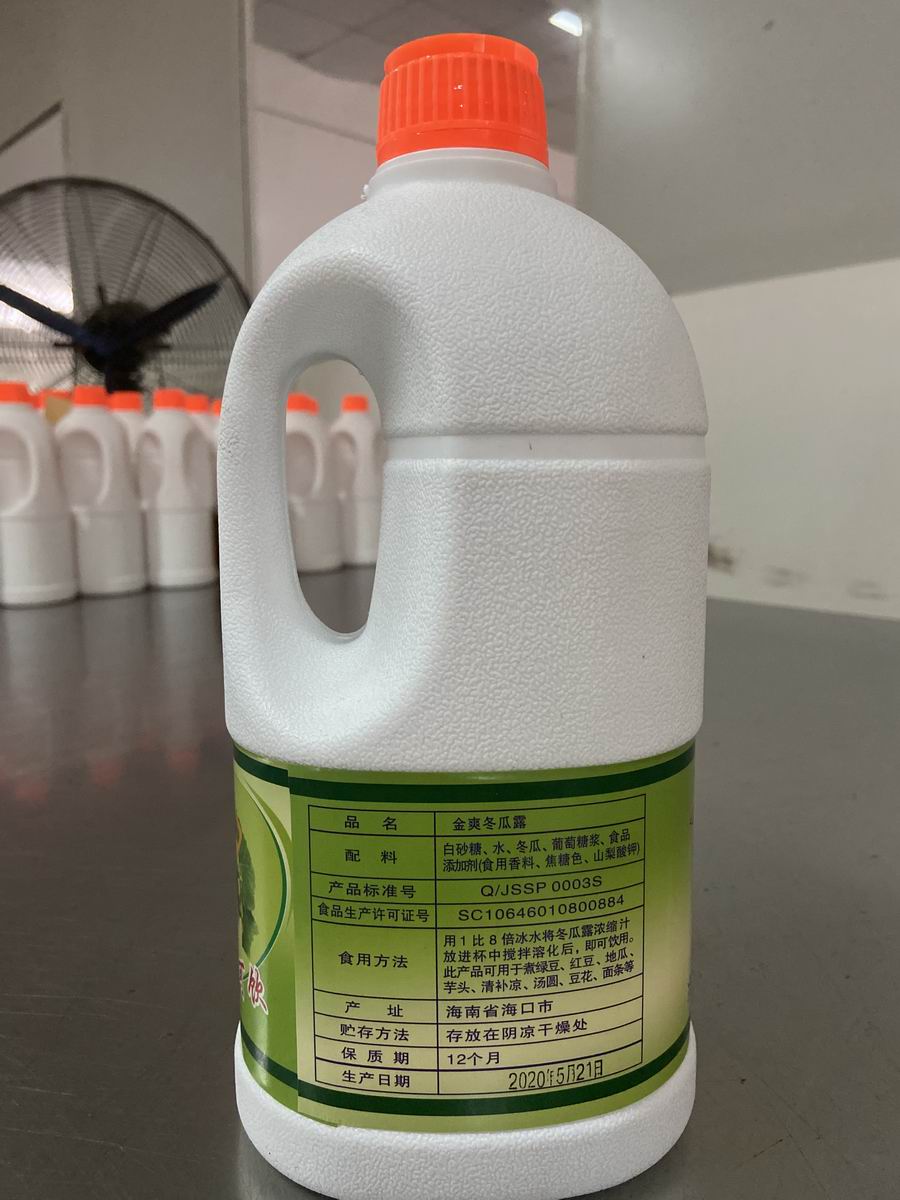 品 名 金爽冬瓜露
配 料 白砂糖、水、冬瓜、葡萄糖浆、食品
添加剂(食用香料、焦糖色、山梨酸钾)
产品标准号 Q/JSSP 0003S
食品生产许可证号 SC10646010800884
食用方法 用1比8倍冰水将冬瓜露浓缩汁
放进杯中搅拌溶化后，即可饮用。
此产品可用于煮绿豆、红豆、地瓜、
芋头、清补凉、汤圆、豆花、面条等
产 址 海南省海口市
贮存方法 存放在阴凉干燥处
保 质 期 12个月
生产日期 2020年5月21日
饮